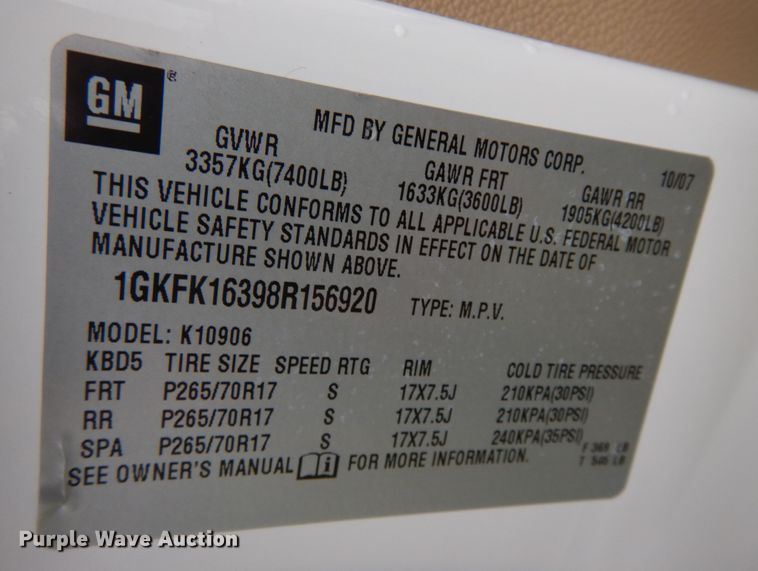 GM ®
MFD BY GENERAL MOTORS CORP.
10/07
GVWR GAWR FRT GAWR RR
3357KG(7400LB) 1633KG(3600LB) 1905KG(4200LB)
THIS VEHICLE CONFORMS TO ALL APPLICABLE U.S. FEDERAL MOTOR
VEHICLE SAFETY STANDARDS IN EFFECT ON THE DATE OF
MANUFACTURE SHOWN ABOVE.
1GKFK16398R156920 TYPE: M.P.V.
MODEL: K10906
KBD5 TIRE SIZE SPEED RTG RIM COLD TIRE PRESSURE
FRT P265/70R17 S 17X7.5J 210KPA(30PSI)
RR P265/70R17 S 17X7.5J 210KPA(30PSI)
SPA P265/70R17 S 17X7.5J 240KPA(35PSI)
SEE OWNER'S MANUAL i FOR MORE INFORMATION.
F 369 LB
T 505 LB
Purple Wave Auction